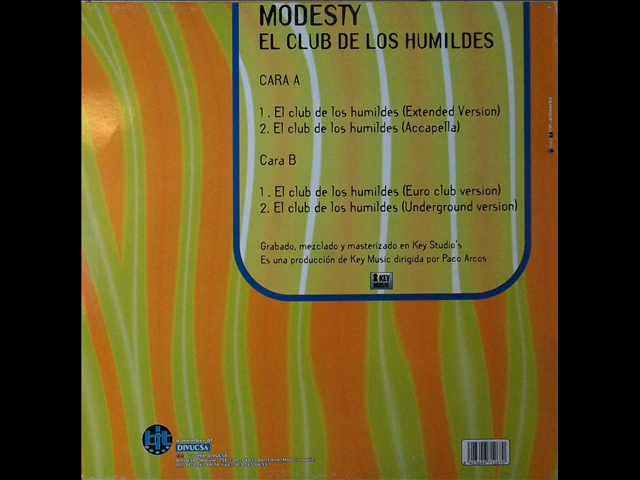 MODESTY
EL CLUB DE LOS HUMILDES
CARA A
1. El club de los humildes (Extended Version)
2. El club de los humildes (Accapella)
Cara B
1. El club de los humildes (Euro club version)
2. El club de los humildes (Underground version)
Grabado, mezclado y masterizado en Key Studio's
Es una producción de Key Music dirigida por Paco Arcos
KEY
MUSIC
bit
a member of
DIVUCSA